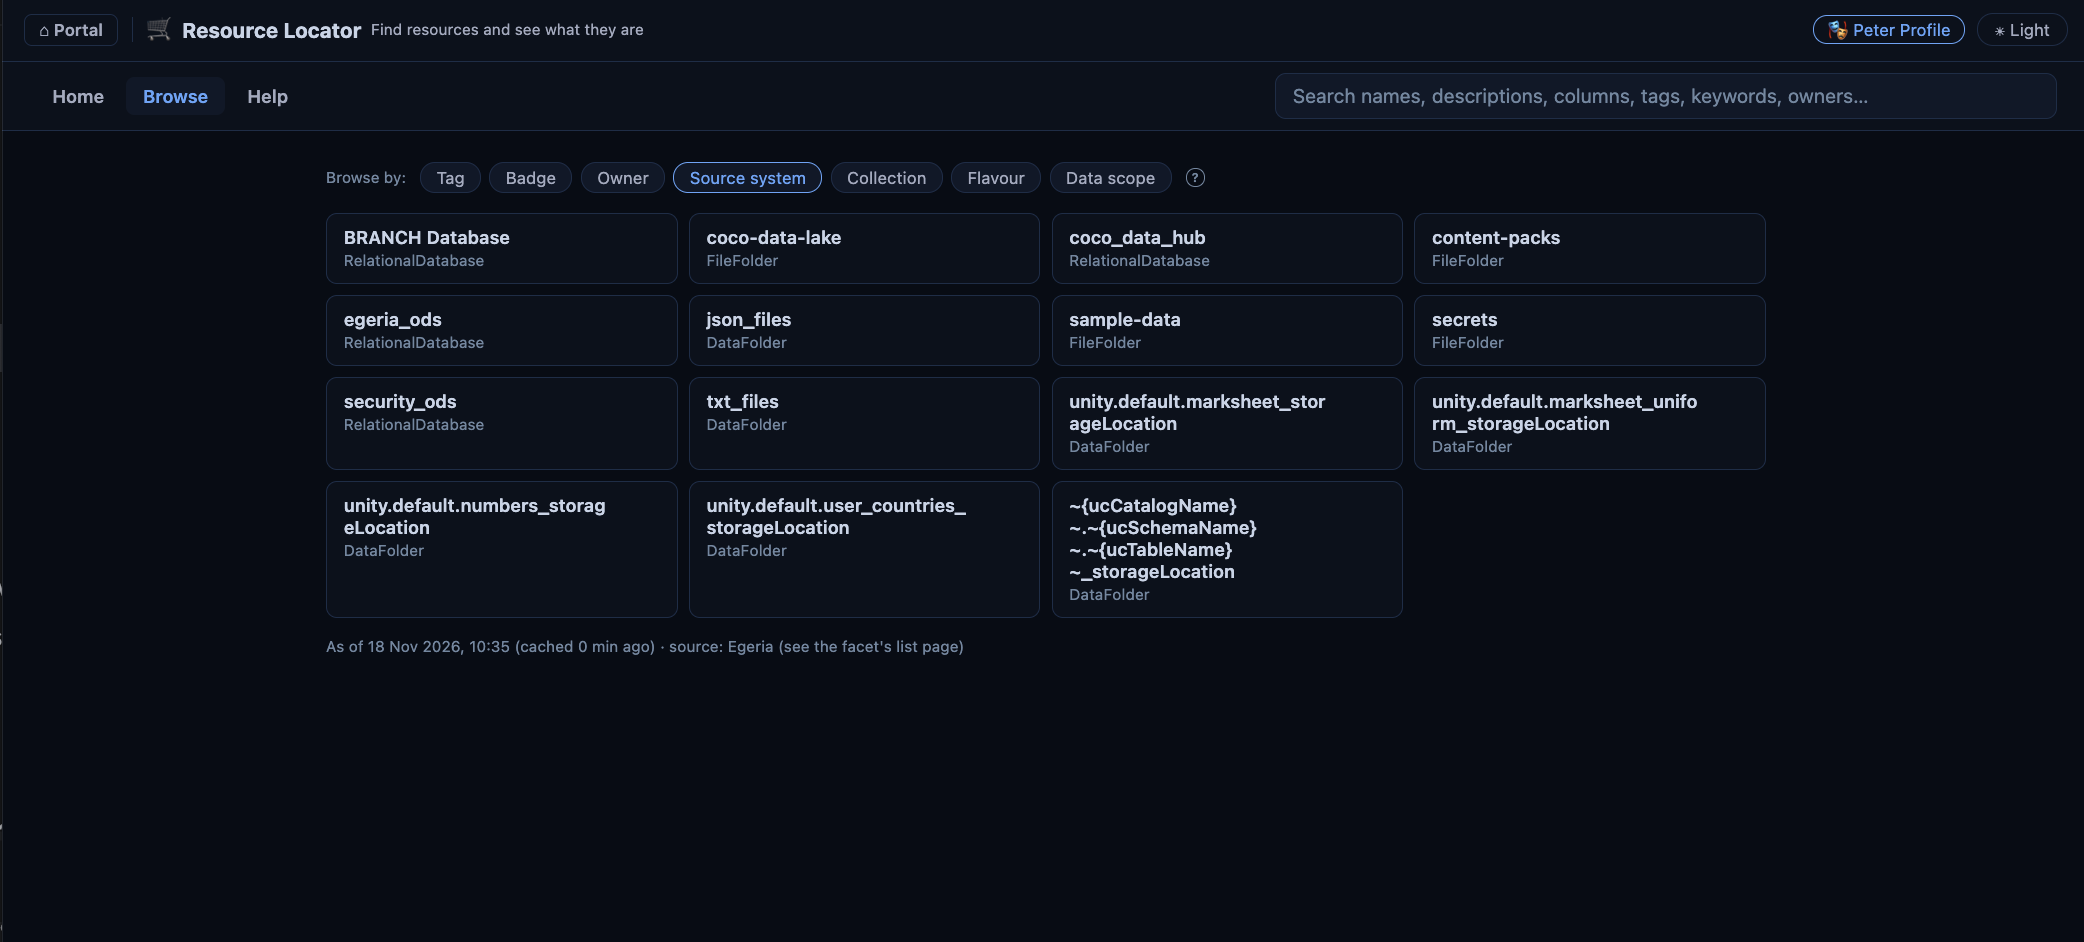 ⌂ Portal
Resource Locator Find resources and see what they are
Peter Profile
☀ Light
Home Browse Help
Search names, descriptions, columns, tags, keywords, owners...
Browse by: Tag Badge Owner Source system Collection Flavour Data scope ?
BRANCH Database
RelationalDatabase
coco-data-lake
FileFolder
coco_data_hub
RelationalDatabase
content-packs
FileFolder
egeria_ods
RelationalDatabase
json_files
DataFolder
sample-data
FileFolder
secrets
FileFolder
security_ods
RelationalDatabase
txt_files
DataFolder
unity.default.marksheet_stor
ageLocation
DataFolder
unity.default.marksheet_unifo
rm_storageLocation
DataFolder
unity.default.numbers_storag
eLocation
DataFolder
unity.default.user_countries_
storageLocation
DataFolder
~{ucCatalogName}
~.~{ucSchemaName}
~.~{ucTableName}
~_storageLocation
DataFolder
As of 18 Nov 2026, 10:35 (cached 0 min ago) · source: Egeria (see the facet's list page)